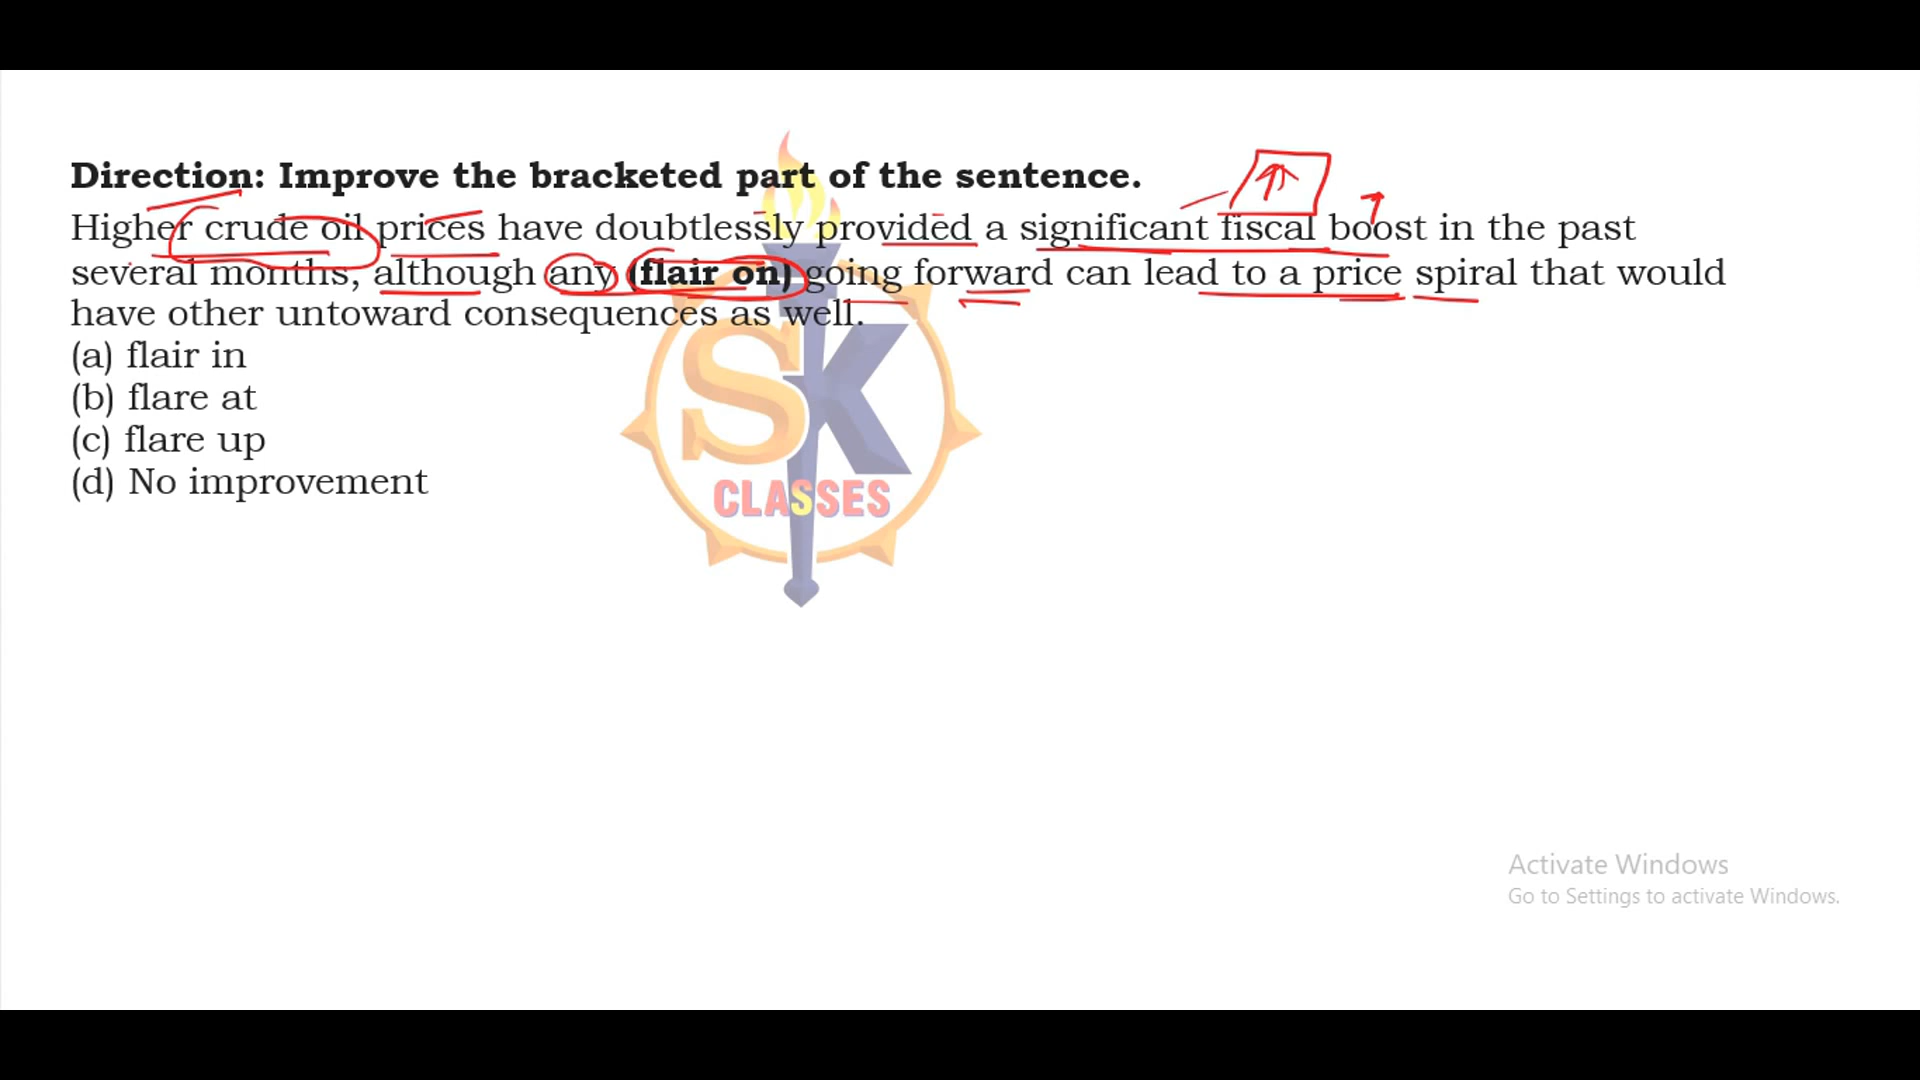 Direction: Improve the bracketed part of the sentence.
Higher crude oil prices have doubtlessly provided a significant fiscal boost in the past
several months, although any (flair on) going forward can lead to a price spiral that would
have other untoward consequences as well.
(a) flair in
(b) flare at
(c) flare up
(d) No improvement
SK
CLASSES
Activate Windows
Go to Settings to activate Windows.